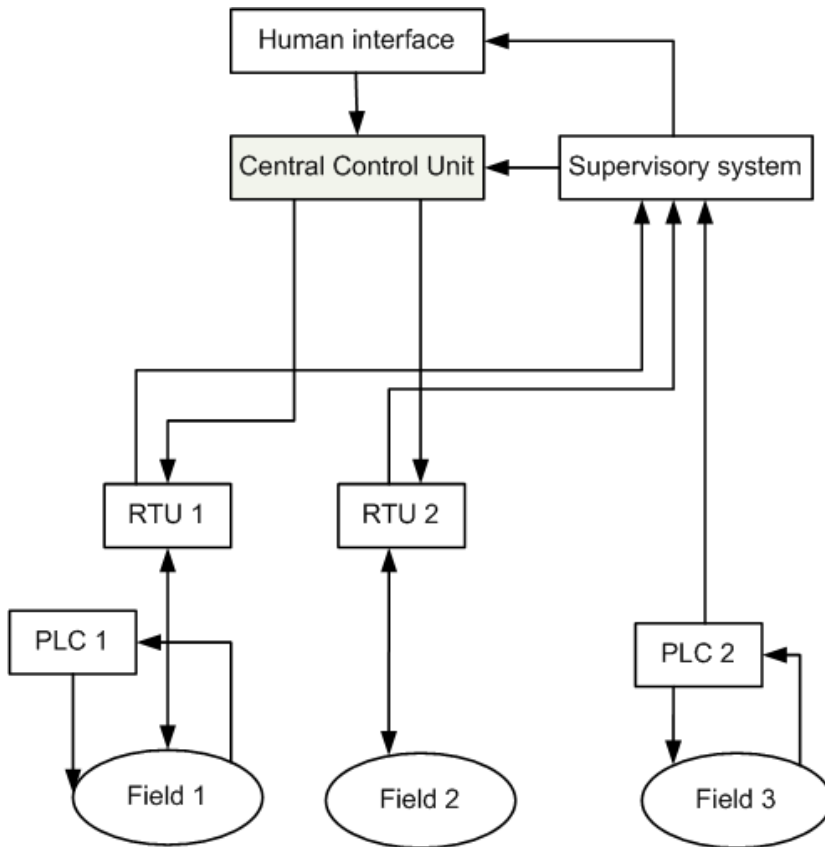 Human interface
Central Control Unit
Supervisory system
RTU 1
RTU 2
PLC 1
PLC 2
Field 1
Field 2
Field 3